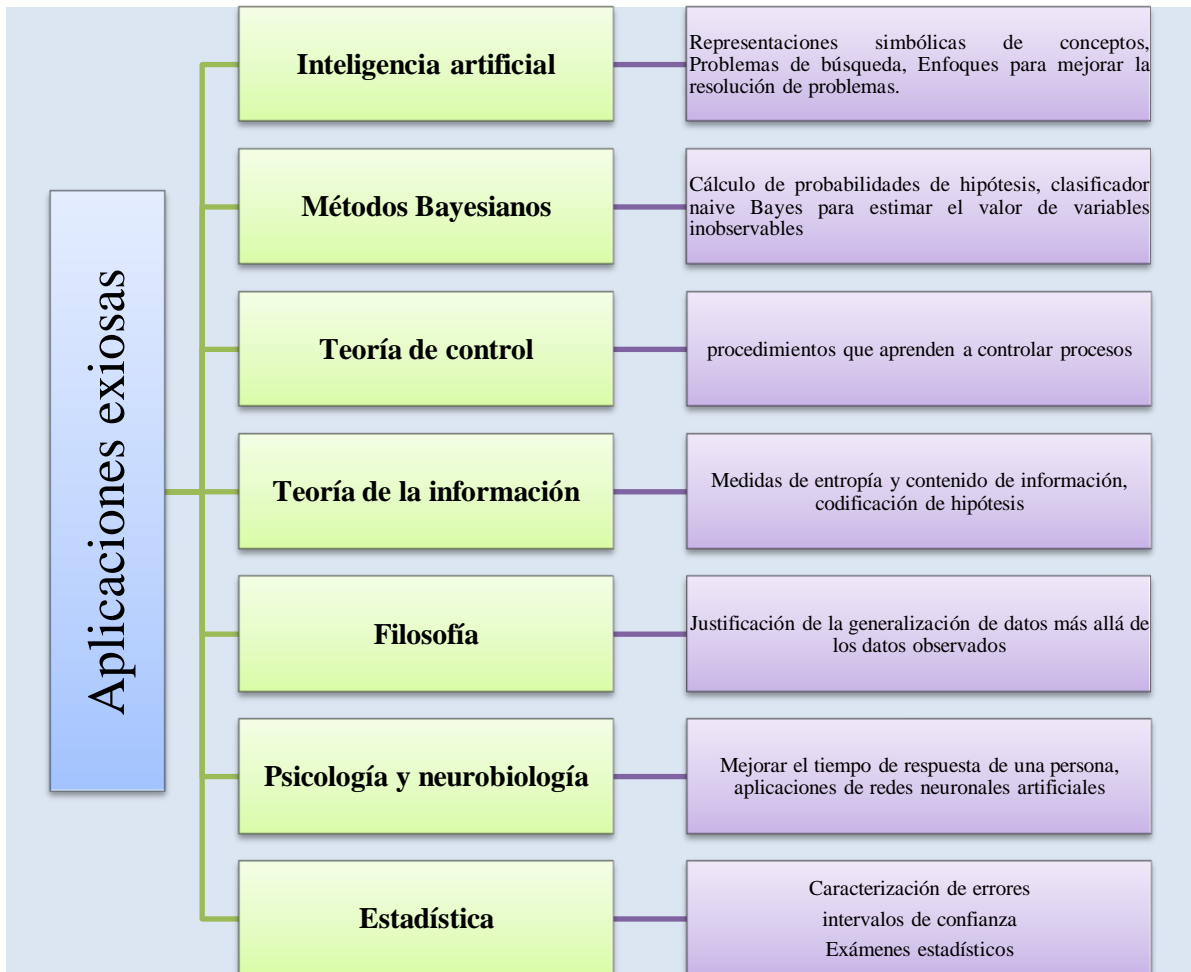 Aplicaciones exiosas
Inteligencia artificial
Representaciones simbólicas de conceptos,
Problemas de búsqueda, Enfoques para mejorar la
resolución de problemas.
Métodos Bayesianos
Cálculo de probabilidades de hipótesis, clasificador
naive Bayes para estimar el valor de variables
inobservables
Teoría de control
procedimientos que aprenden a controlar procesos
Teoría de la información
Medidas de entropía y contenido de información,
codificación de hipótesis
Filosofía
Justificación de la generalización de datos más allá de
los datos observados
Psicología y neurobiología
Mejorar el tiempo de respuesta de una persona,
aplicaciones de redes neuronales artificiales
Estadística
Caracterización de errores
intervalos de confianza
Exámenes estadísticos